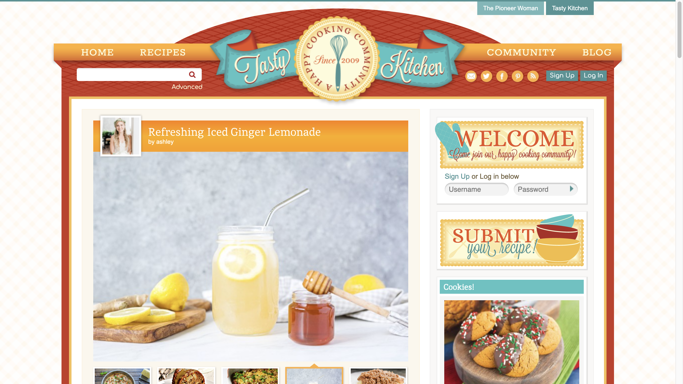 The Pioneer Woman
Tasty Kitchen
HOME
RECIPES
Tasty Kitchen
A HAPPY COOKING COMMUNITY
Since 2009
COMMUNITY
BLOG
Advanced
Sign Up
Log In
Refreshing Iced Ginger Lemonade
by ashley
WELCOME
Come join our happy cooking community!
Sign Up or Log in below
Username
Password
SUBMIT
your recipe!
Cookies!